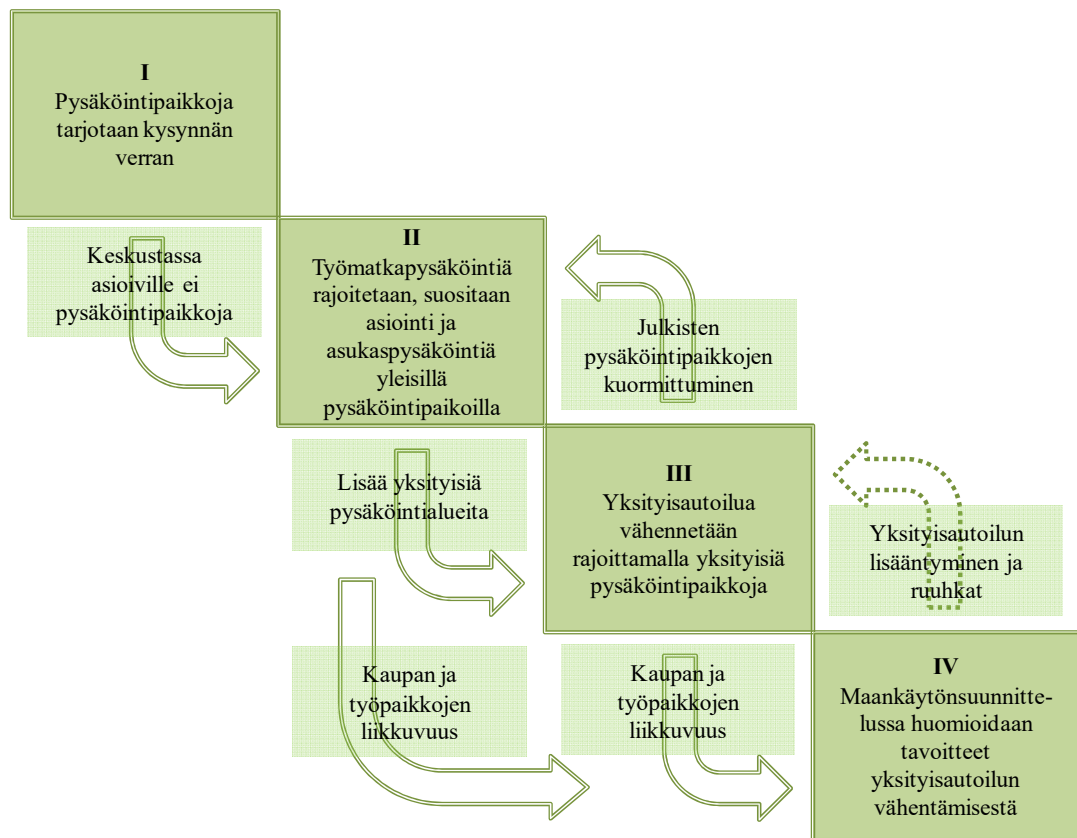 I
Pysäköintipaikkoja
tarjotaan kysynnän
verran
Keskustassa
asioiville ei
pysäköintipaikkoja
II
Työmatkapysäköintiä
rajoitetaan, suositaan
asiointi ja
asukaspysäköintiä
yleisillä
pysäköintipaikoilla
Julkisten
pysäköintipaikkojen
kuormittuminen
Lisää yksityisiä
pysäköintialueita
III
Yksityisautoilua
vähennetään
rajoittamalla yksityisiä
pysäköintipaikkoja
Yksityisautoilun
lisääntyminen ja
ruuhkat
Kaupan ja
työpaikkojen
liikkuvuus
Kaupan ja
työpaikkojen
liikkuvuus
IV
Maankäytönsuunnitte-
lussa huomioidaan
tavoitteet
yksityisautoilun
vähentämisestä